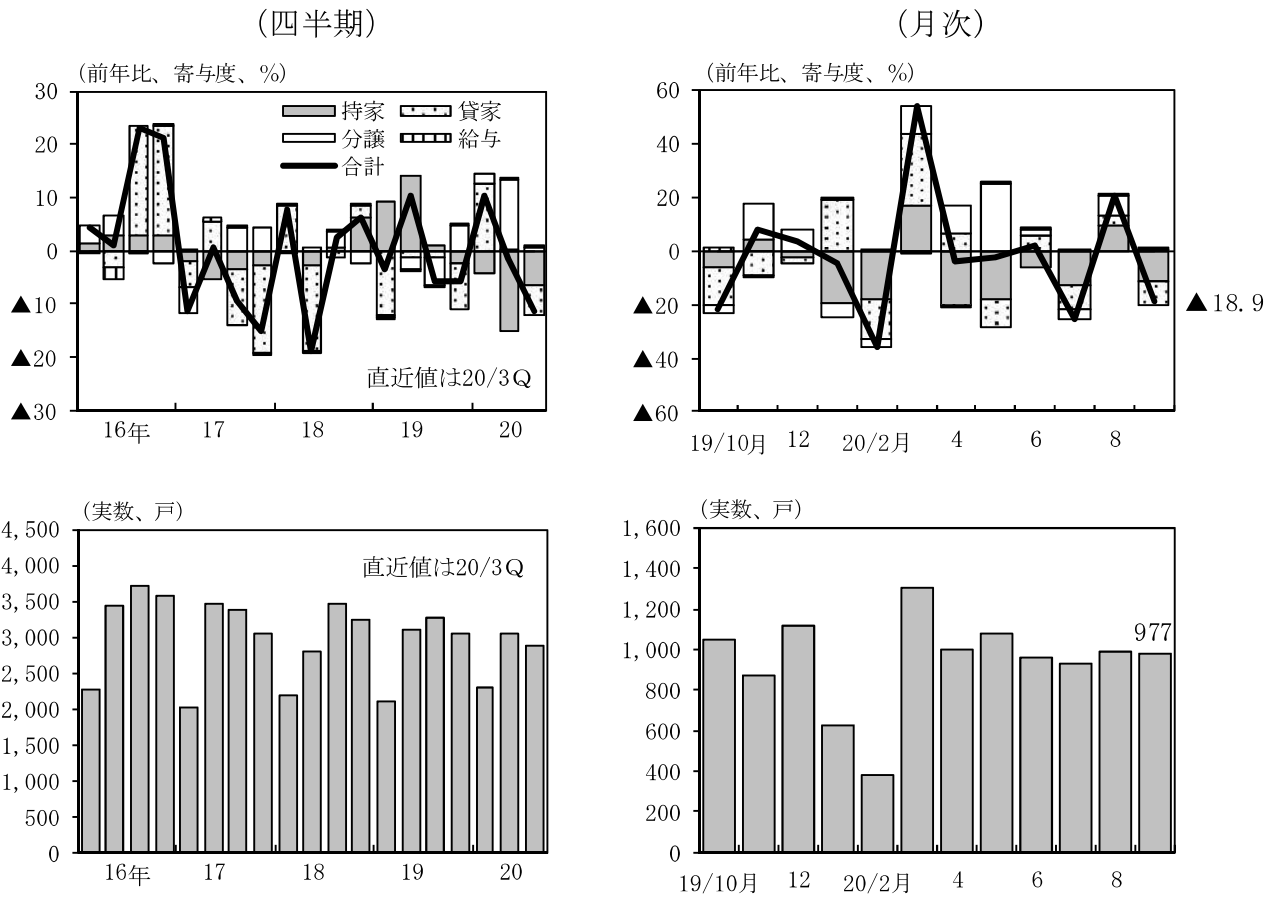 (四半期)
(前年比、寄与度、%)
30
20
10
0
▲10
▲20
▲30
持家
貸家
分譲
給与
合計
直近値は20/3Q
16年
17
18
19
20
(月次)
(前年比、寄与度、%)
60
40
20
0
▲20
▲40
▲60
▲18.9
19/10月
12
20/2月
4
6
8
(実数、戸)
4,500
4,000
3,500
3,000
2,500
2,000
1,500
1,000
500
0
直近値は20/3Q
16年
17
18
19
20
(実数、戸)
1,600
1,400
1,200
1,000
800
600
400
200
0
977
19/10月
12
20/2月
4
6
8